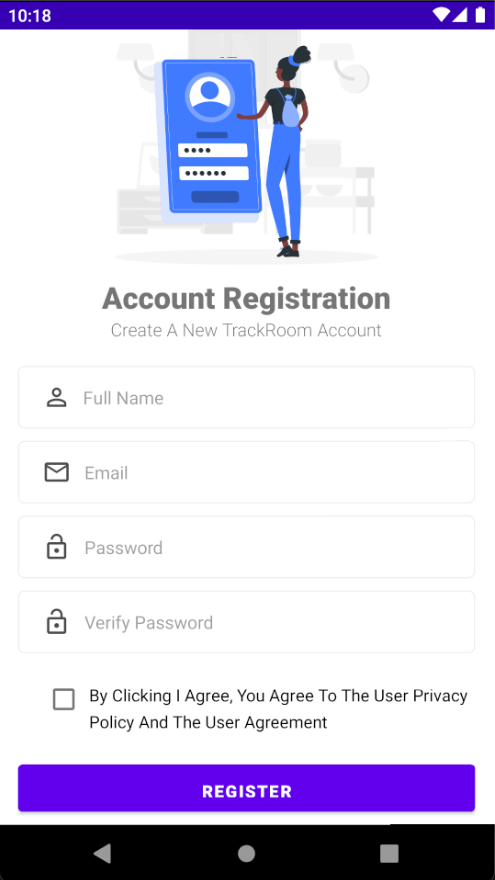 10:18
Account Registration
Create A New TrackRoom Account
Full Name
Email
Password
Verify Password
By Clicking I Agree, You Agree To The User Privacy
Policy And The User Agreement
REGISTER